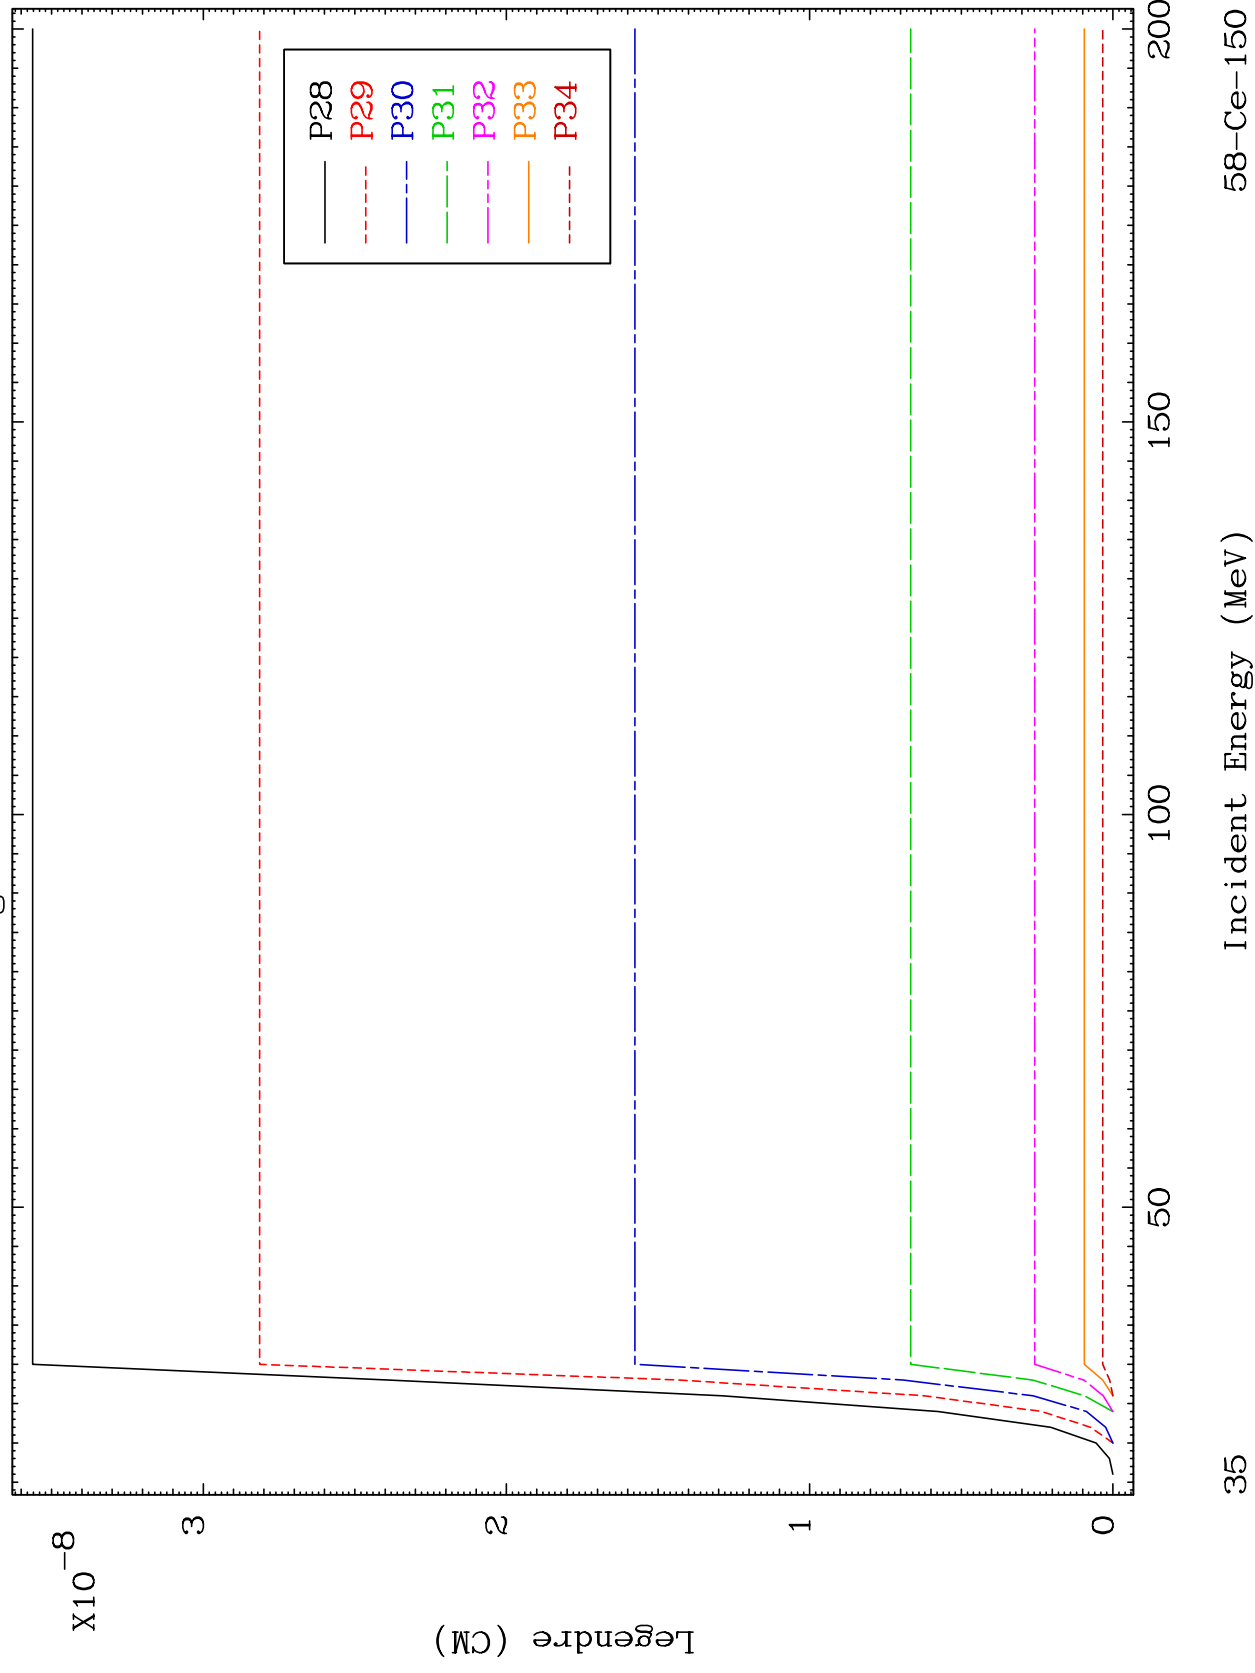 X10-8
3
2
1
0
Legendre (CM)
P28
P29
P30
P31
P32
P33
P34
50
100
150
200
Incident Energy (MeV)
35
58-Ce-150